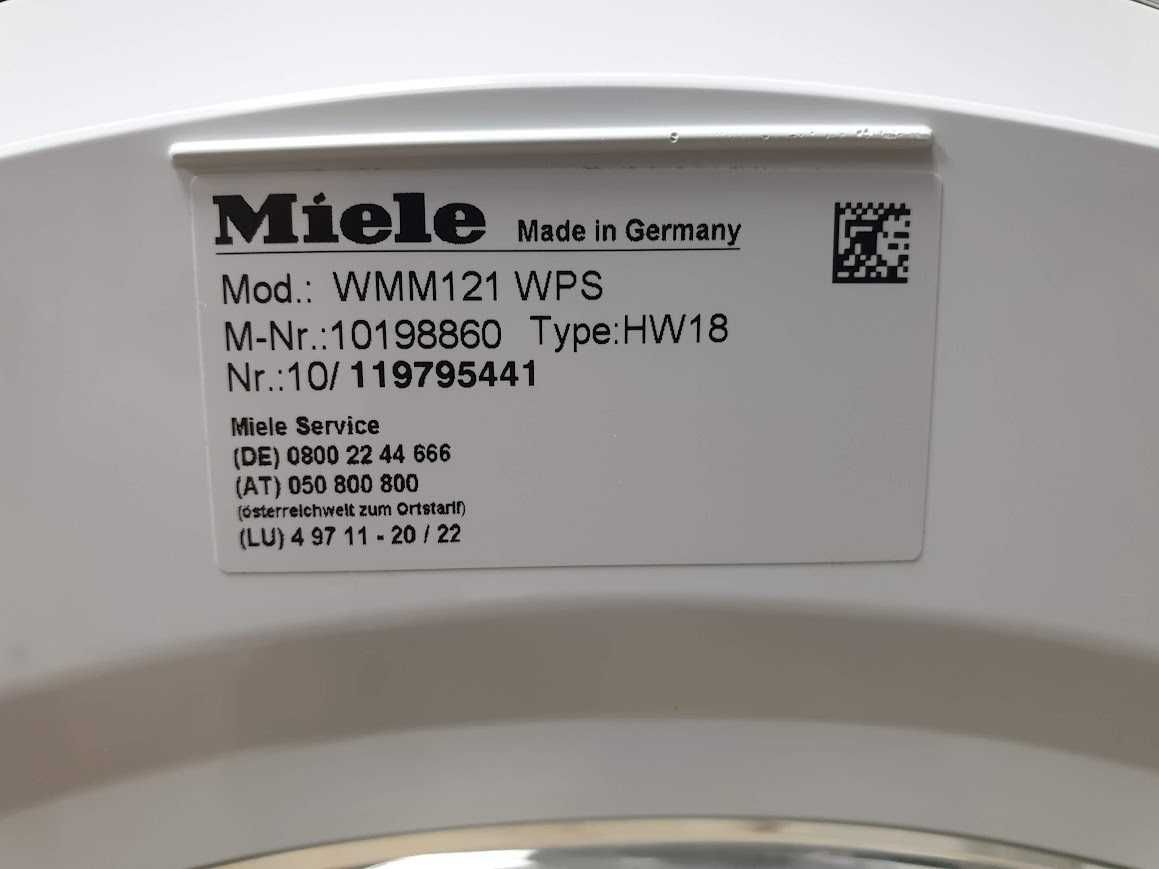 Miele Made in Germany
Mod.: WMM121 WPS
M-Nr.:10198860 Type:HW18
Nr.:10/ 119795441
Miele Service
(DE) 0800 22 44 666
(AT) 050 800 800
(österreichweit zum Ortstarif)
(LU) 4 97 11 - 20 / 22